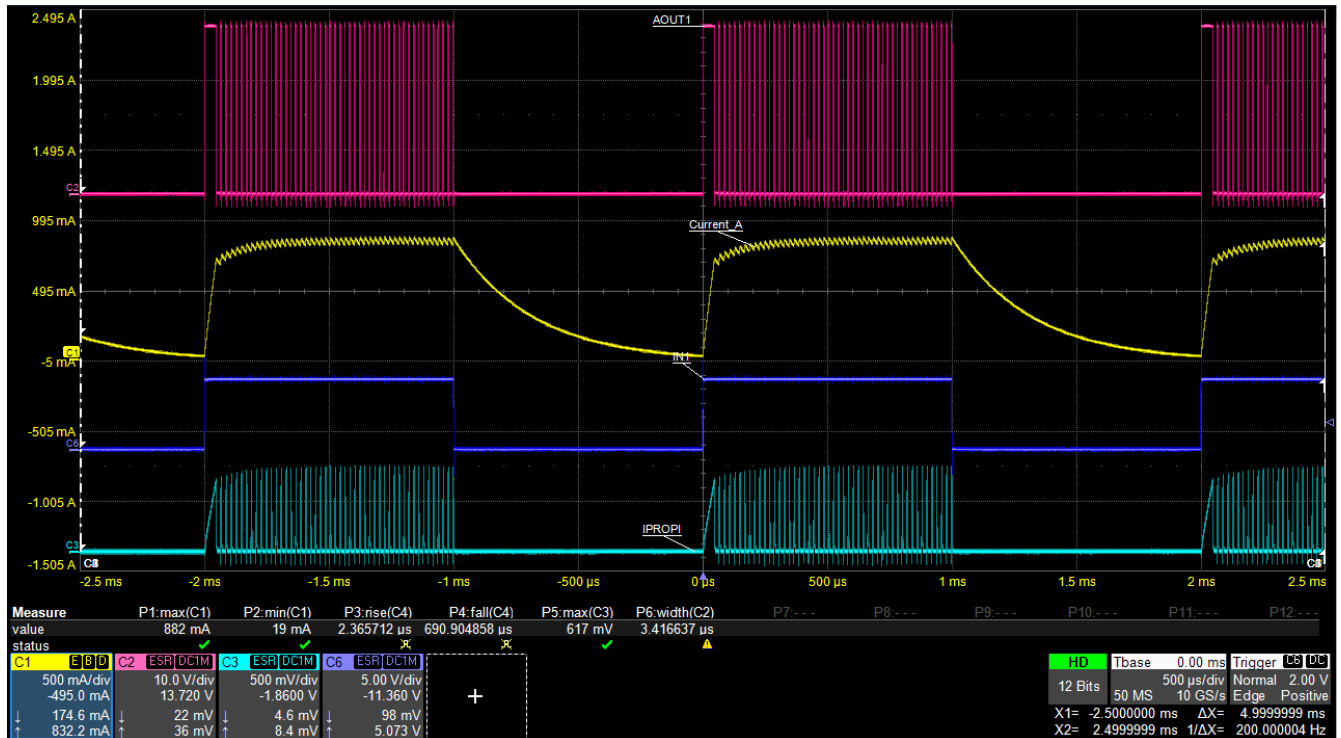 2.495 A
AOUT1
1.995 A
1.495 A
C2
995 mA
Current_A
495 mA
C1
-5 mA
IN1
-505 mA
C6
-1.005 A
IPROPI
C3
-1.505 A
-2.5 ms -2 ms -1.5 ms -1 ms -500 µs 0 µs 500 µs 1 ms 1.5 ms 2 ms 2.5 ms
Measure P1:max(C1) P2:min(C1) P3:rise(C4) P4:fall(C4) P5:max(C3) P6:width(C2) P7:- - - P8:- - - P9:- - - P10:- - - P11:- - - P12:- - -
value 882 mA 19 mA 2.365712 µs 690.904858 µs 617 mV 3.416637 µs
status
C1 E B D C2 ESR DC1M C3 ESR DC1M C6 ESR DC1M HD Tbase 0.00 ms Trigger C6 DC
500 mA/div 10.0 V/div 500 mV/div 5.00 V/div 12 Bits 500 µs/div Normal 2.00 V
-495.0 mA 13.720 V -1.8600 V -11.360 V 50 MS 10 GS/s Edge Positive
↓ 174.6 mA ↓ 22 mV ↓ 4.6 mV ↓ 98 mV X1= -2.5000000 ms ΔX= 4.9999999 ms
↑ 832.2 mA ↑ 36 mV ↑ 8.4 mV ↑ 5.073 V X2= 2.4999999 ms 1/ΔX= 200.000004 Hz